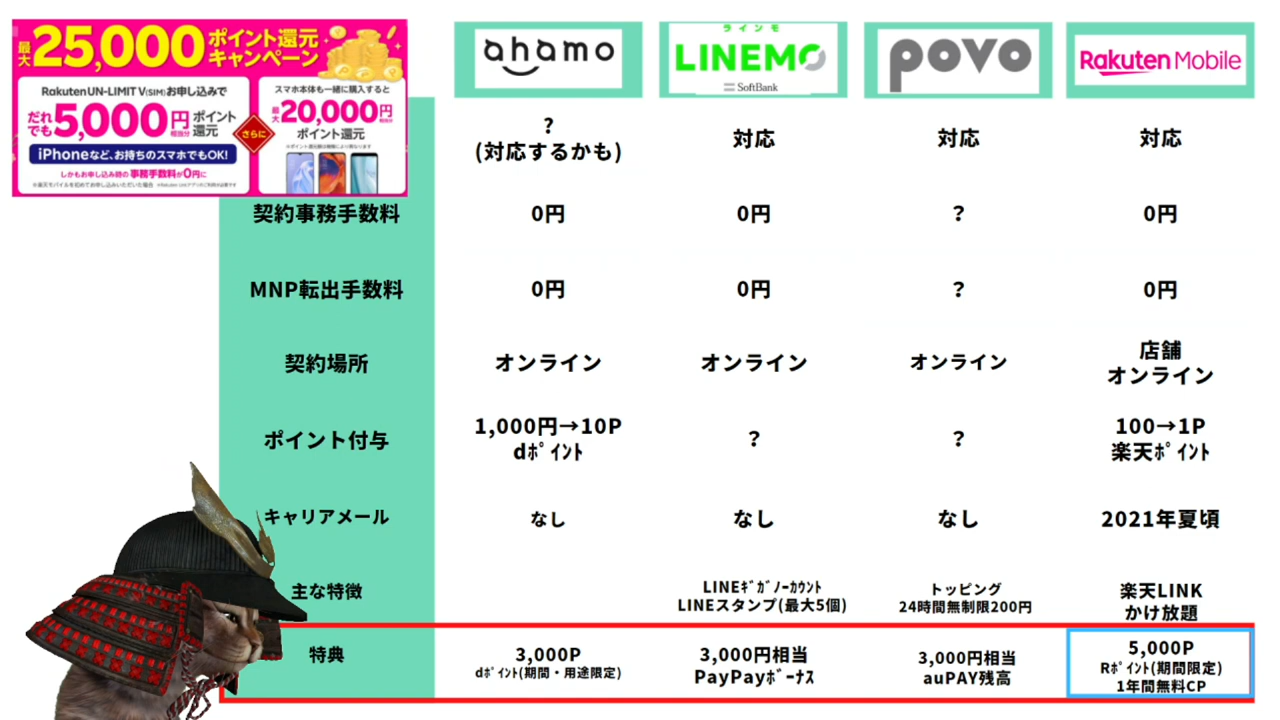 最大25,000ポイント還元キャンペーン
Rakuten UN-LIMIT V(SIM)お申し込みで
だれでも5,000円相当分ポイント還元
iPhoneなど、お持ちのスマホでもOK!
しかもお申し込み時の事務手数料が0円に
さらに
スマホ本体も一緒に購入すると
最大20,000円相当分
ポイント還元
ahamo
ラインモ
LINEMO
SoftBank
povo
Rakuten Mobile
?
(対応するかも)
対応
対応
対応
契約事務手数料
0円
0円
?
0円
MNP転出手数料
0円
0円
?
0円
契約場所
オンライン
オンライン
オンライン
店舗
オンライン
ポイント付与
1,000円→10P
dﾎﾟｲﾝﾄ
?
?
100→1P
楽天ﾎﾟｲﾝﾄ
キャリアメール
なし
なし
なし
2021年夏頃
主な特徴
LINEｷﾞｶﾞﾉｰｶｳﾝﾄ
LINEスタンプ(最大5個)
トッピング
24時間無制限200円
楽天LINK
かけ放題
特典
3,000P
dﾎﾟｲﾝﾄ(期間・用途限定)
3,000円相当
PayPayﾎﾞｰﾅｽ
3,000円相当
auPAY残高
5,000P
Rﾎﾟｲﾝﾄ(期間限定)
1年間無料CP